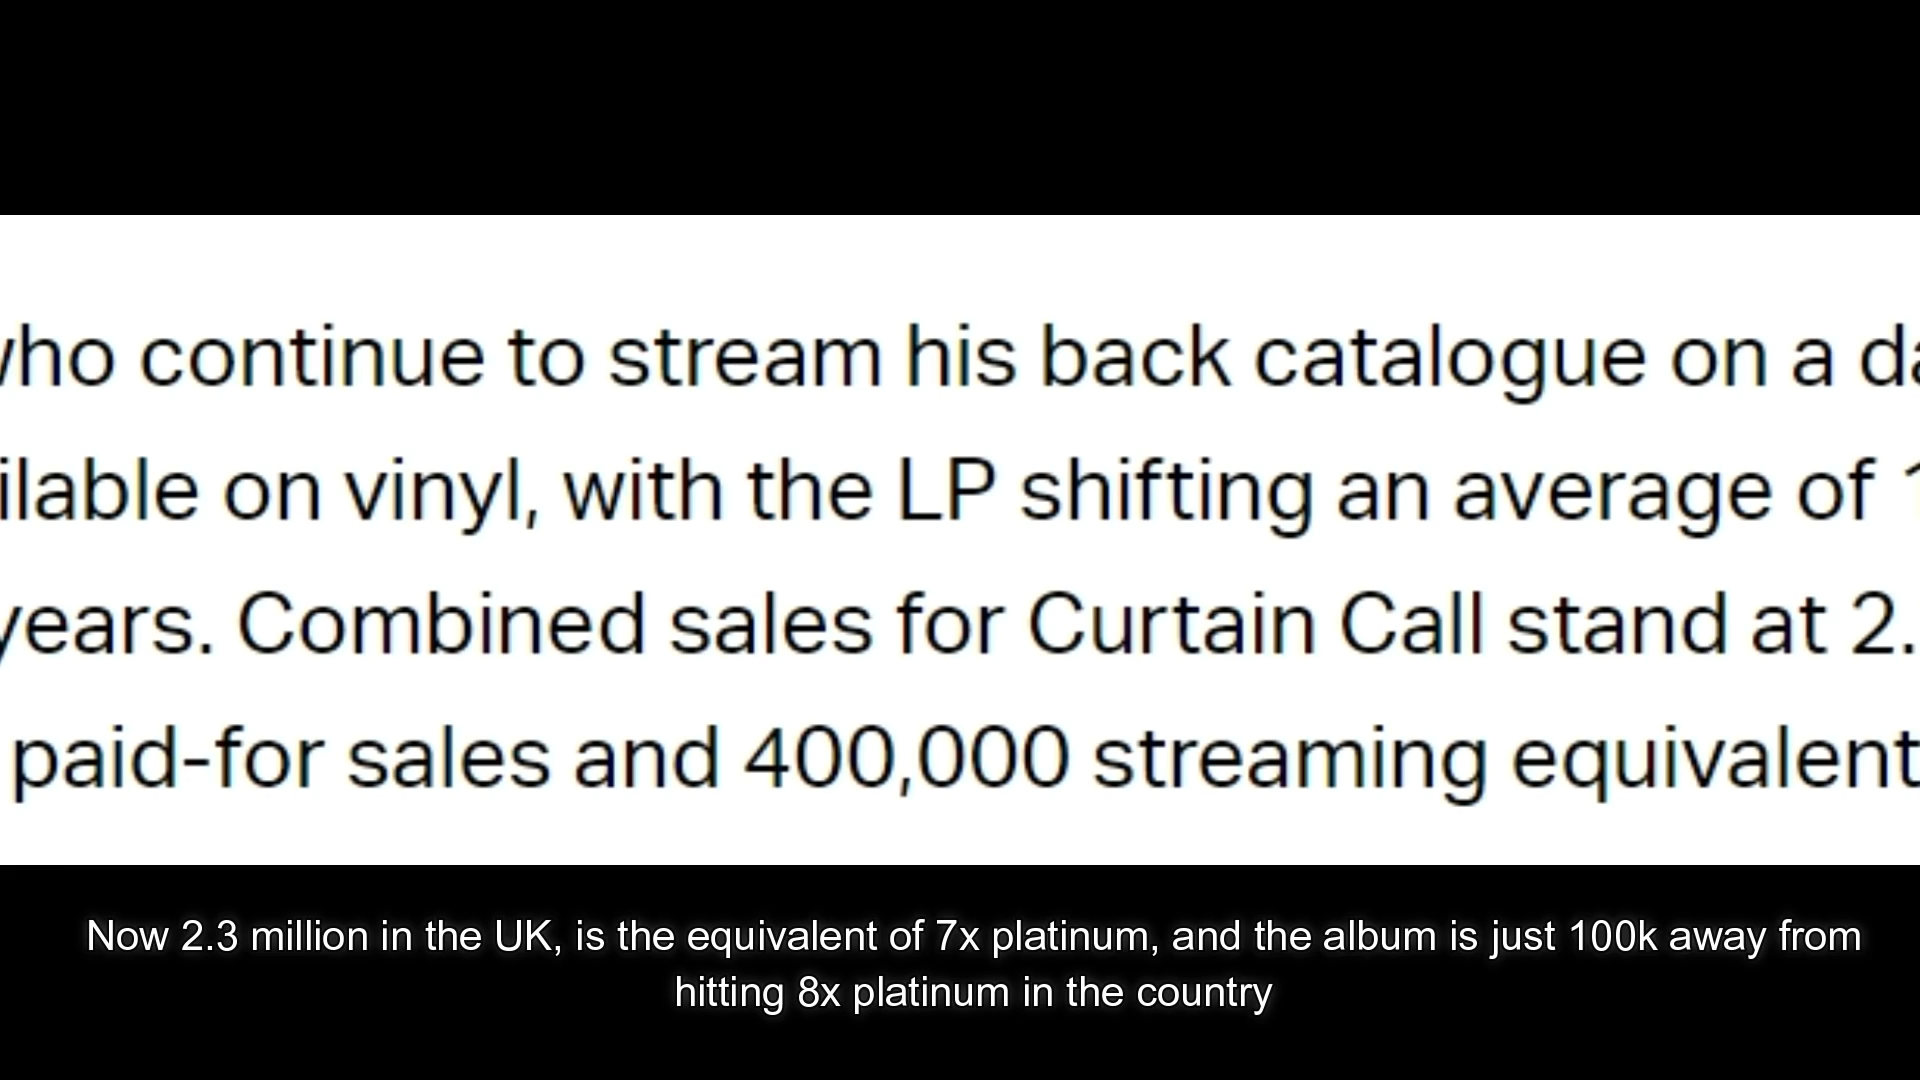 who continue to stream his back catalogue on a
on vinyl, with the LP shifting an average of
years. Combined sales for Curtain Call stand at 2.
paid-for sales and 400,000 streaming equivalent
Now 2.3 million in the UK, is the equivalent of 7x platinum, and the album is just 100k away from
hitting 8x platinum in the country